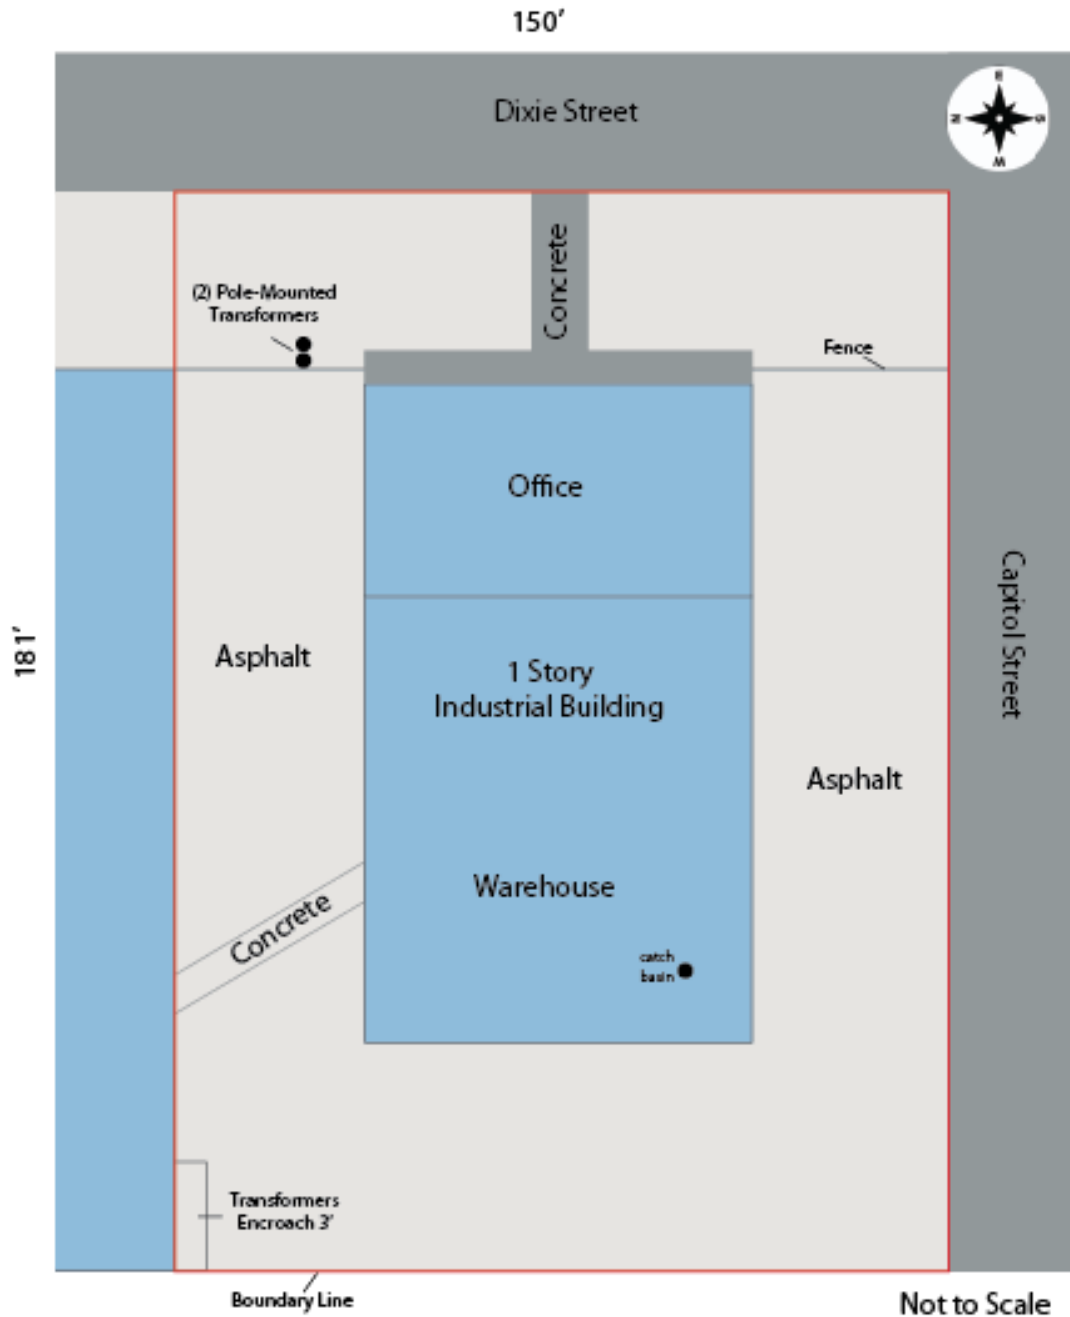 150’
Dixie Street
E
N
S
W
Concrete
(2) Pole-Mounted
Transformers
Fence
Office
181’
Asphalt
1 Story
Industrial Building
Capitol Street
Asphalt
Warehouse
Concrete
catch
basin
Transformers
Encroach 3’
Boundary Line
Not to Scale